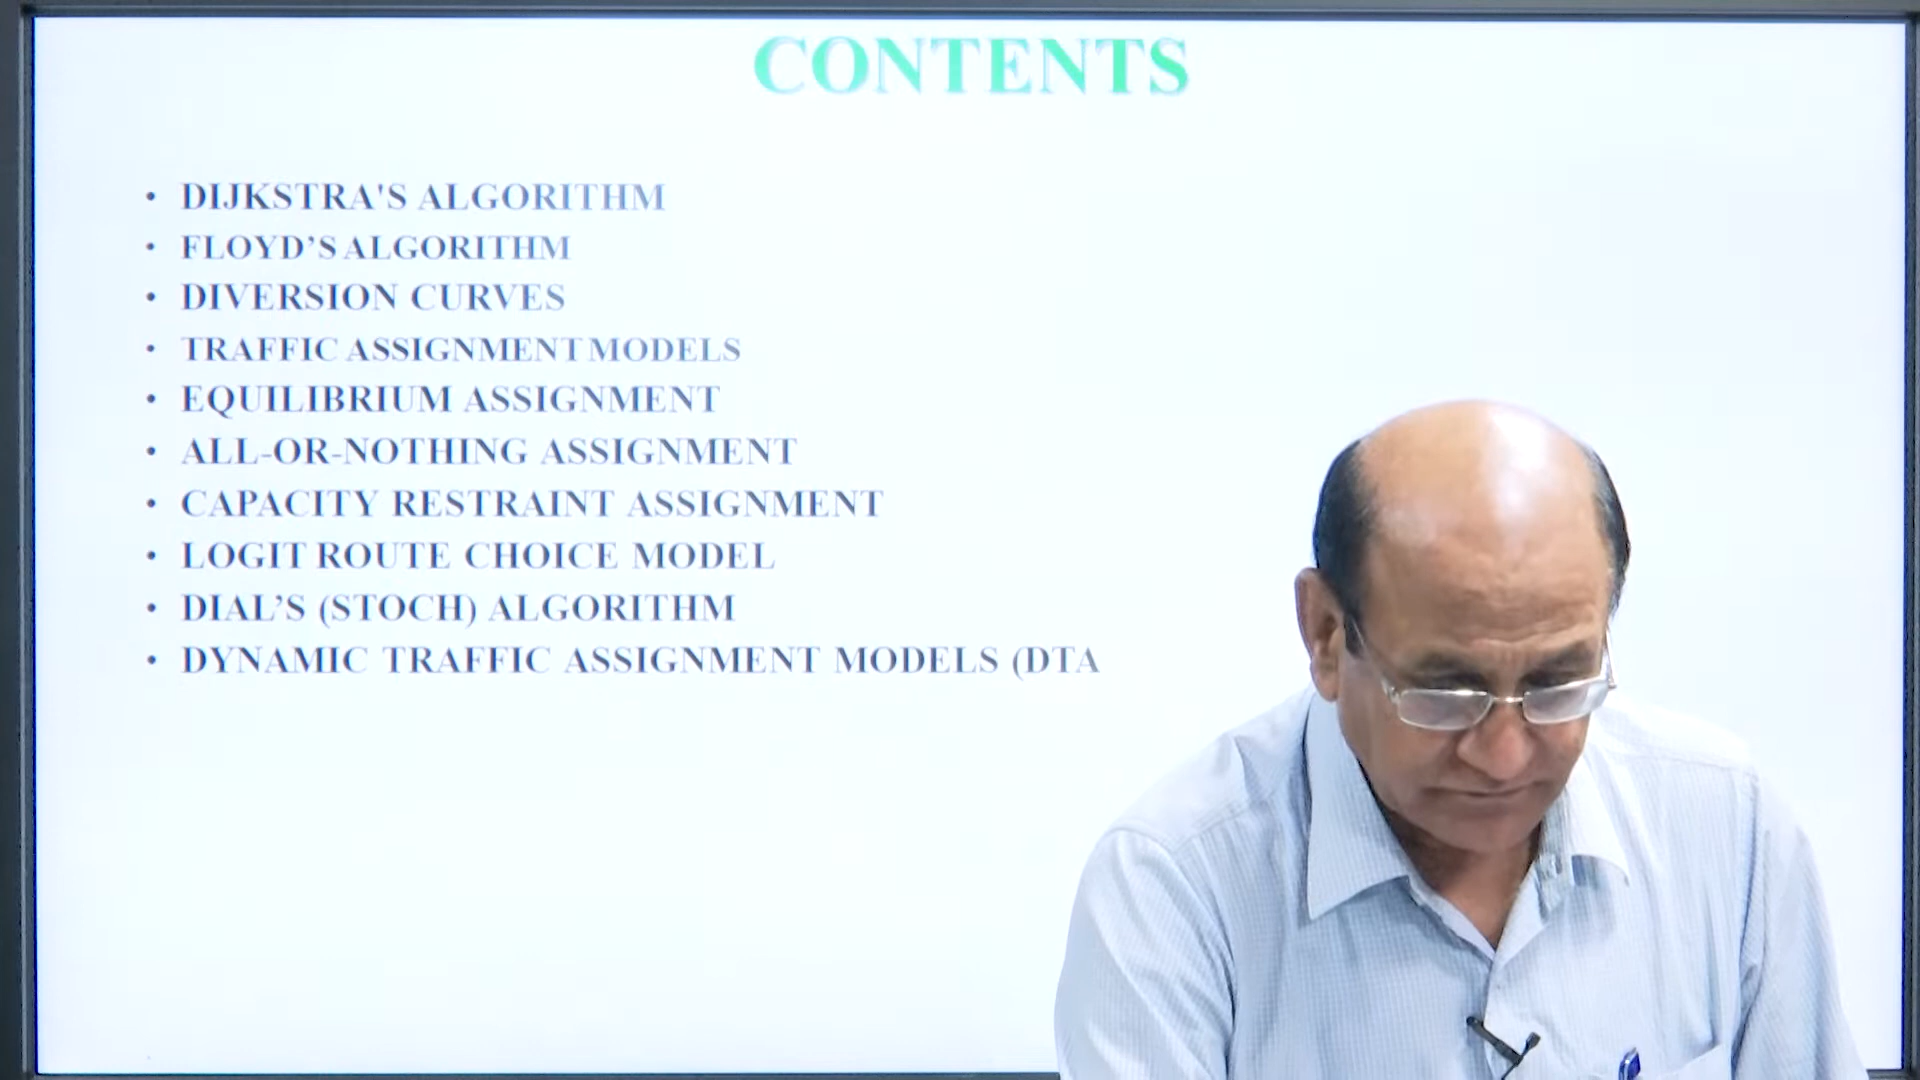 CONTENTS
• DIJKSTRA'S ALGORITHM
• FLOYD’S ALGORITHM
• DIVERSION CURVES
• TRAFFIC ASSIGNMENT MODELS
• EQUILIBRIUM ASSIGNMENT
• ALL-OR-NOTHING ASSIGNMENT
• CAPACITY RESTRAINT ASSIGNMENT
• LOGIT ROUTE CHOICE MODEL
• DIAL’S (STOCH) ALGORITHM
• DYNAMIC TRAFFIC ASSIGNMENT MODELS (DTA